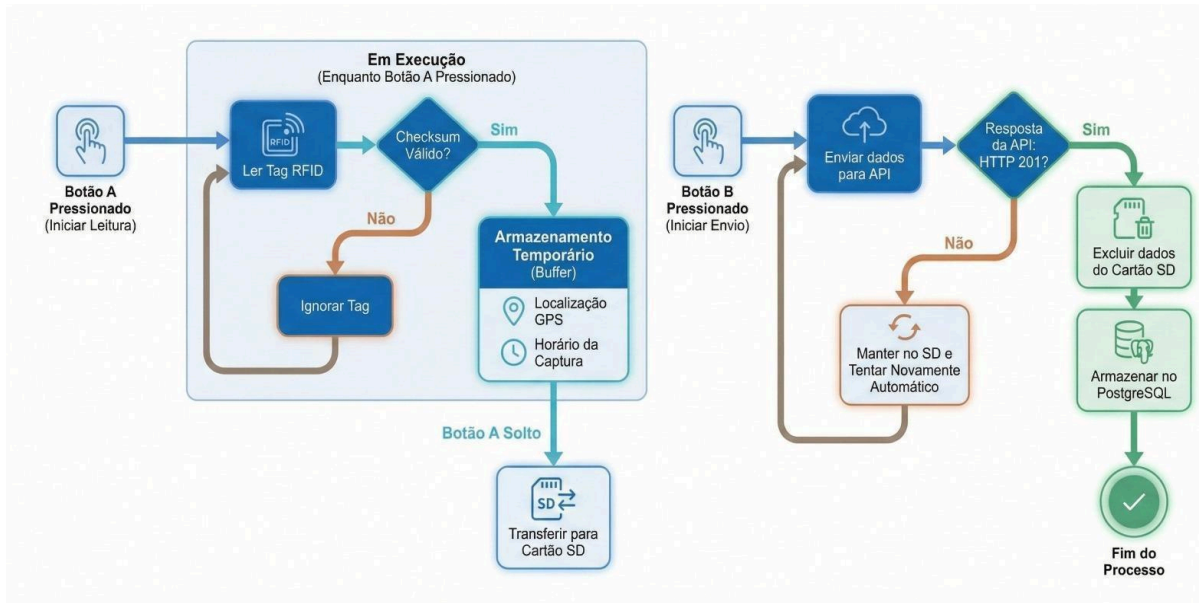 Em Execução
(Enquanto Botão A Pressionado)
Botão A
Pressionado
(Iniciar Leitura)
RFID
Ler Tag RFID
Checksum
Válido?
Sim
Não
Ignorar Tag
Armazenamento
Temporário
(Buffer)
Localização
GPS
Horário da
Captura
Botão A Solto
SD
Transferir para
Cartão SD
Botão B
Pressionado
(Iniciar Envio)
Enviar dados
para API
Resposta
da API:
HTTP 201?
Sim
Não
Manter no SD e
Tentar Novamente
Automático
Excluir dados
do Cartão SD
Armazenar no
PostgreSQL
Fim do
Processo